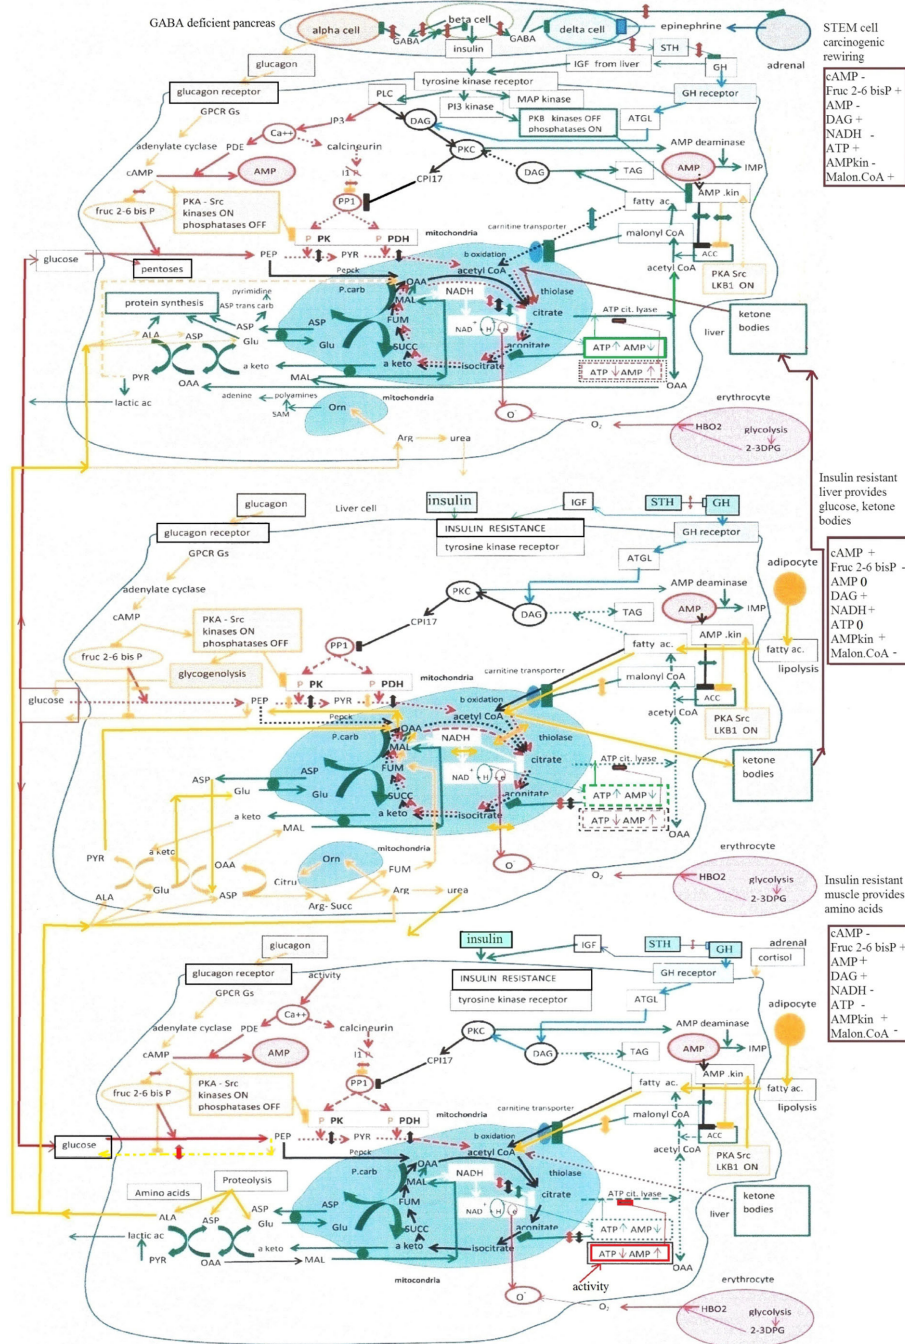 GABA deficient pancreas
alpha cell
beta cell
delta cell
GABA
GABA
insulin
epinephrine
adrenal
STH
IGF from liver
GH
STEM cell
carcinogenic
rewiring
cAMP -
Fruc 2-6 bisP +
AMP -
DAG +
NADH -
ATP +
AMPkin -
Malon.CoA +
glucagon
glucagon receptor
GPCR Gs
tyrosine kinase receptor
GH receptor
PLC
PI3 kinase
MAP kinase
PKB kinases OFF
phosphatases ON
ATGL
IP3
DAG
Ca++
adenylate cyclase
PDE
calcineurin
PKC
AMP deaminase
cAMP
AMP
I1 P
CPI17
DAG
TAG
AMP
IMP
PKA - Src
kinases ON
phosphatases OFF
PP1
fatty ac.
AMP .kin
fruc 2-6 bis P
P PK
P PDH
mitochondria
carnitine transporter
malonyl CoA
ACC
glucose
pentoses
PEP
PYR
b oxidation
acetyl CoA
acetyl CoA
PKA Src
LKB1 ON
Pepck
OAA
thiolase
P.carb
MAL
NADH
citrate
ATP cit. lyase
protein synthesis
pyrimidine
ASP trans carb
ALA
ASP
ASP
Glu
ASP
Glu
FUM
NAD + H e
SUCC
aconitate
ATP ↑ AMP ↓
ATP ↓ AMP ↑
liver
ketone
bodies
a keto
a keto
isocitrate
PYR
OAA
MAL
OAA
lactic ac
adenine
polyamines
SAM
Orn
mitochondria
O⁻
O₂
erythrocyte
HBO2
glycolysis
2-3DPG
Arg
urea
Insulin resistant
liver provides
glucose, ketone
bodies
cAMP +
Fruc 2-6 bisP -
AMP 0
DAG +
NADH +
ATP 0
AMPkin +
Malon.CoA -
glucagon
Liver cell
insulin
IGF
STH
GH
glucagon receptor
INSULIN RESISTANCE
tyrosine kinase receptor
GH receptor
GPCR Gs
ATGL
adipocyte
adenylate cyclase
PKC
AMP deaminase
cAMP
DAG
TAG
AMP
IMP
CPI17
PKA - Src
kinases ON
phosphatases OFF
PP1
fatty ac.
AMP .kin
fatty ac.
lipolysis
fruc 2-6 bis P
glycogenolysis
P PK
P PDH
mitochondria
carnitine transporter
malonyl CoA
ACC
glucose
PEP
PYR
b oxidation
acetyl CoA
acetyl CoA
PKA Src
LKB1 ON
Pepck
OAA
thiolase
P.carb
MAL
NADH
citrate
ATP cit. lyase
ketone
bodies
ASP
Glu
ASP
Glu
FUM
NAD + H e
SUCC
aconitate
ATP ↑ AMP ↓
ATP ↓ AMP ↑
a keto
a keto
isocitrate
MAL
OAA
PYR
a keto
OAA
Orn
mitochondria
FUM
ALA
Glu
ASP
Citru
Arg- Succ
Arg
urea
O⁻
O₂
erythrocyte
HBO2
glycolysis
2-3DPG
Insulin resistant
muscle provides
amino acids
cAMP -
Fruc 2-6 bisP +
AMP +
DAG +
NADH -
ATP -
AMPkin +
Malon.CoA -
glucagon
insulin
IGF
STH
GH
adrenal
cortisol
glucagon receptor
activity
INSULIN RESISTANCE
tyrosine kinase receptor
GH receptor
GPCR Gs
ATGL
adipocyte
Ca++
adenylate cyclase
PDE
calcineurin
PKC
AMP deaminase
cAMP
AMP
I1 P
CPI17
DAG
TAG
AMP
IMP
fruc 2-6 bis P
PKA - Src
kinases ON
phosphatases OFF
PP1
fatty ac.
AMP .kin
fatty ac.
lipolysis
P PK
P PDH
mitochondria
carnitine transporter
malonyl CoA
ACC
glucose
PEP
PYR
b oxidation
acetyl CoA
acetyl CoA
PKA Src
LKB1 ON
Pepck
OAA
thiolase
P.carb
MAL
NADH
citrate
ATP cit. lyase
Amino acids
Proteolysis
ALA
ASP
ASP
Glu
ASP
Glu
FUM
NAD + H e
SUCC
aconitate
ATP ↑ AMP ↓
ATP ↓ AMP ↑
liver
ketone
bodies
lactic ac
a keto
a keto
isocitrate
PYR
OAA
MAL
OAA
mitocondria
activity
O⁻
O₂
erythrocyte
HBO2
glycolysis
2-3DPG